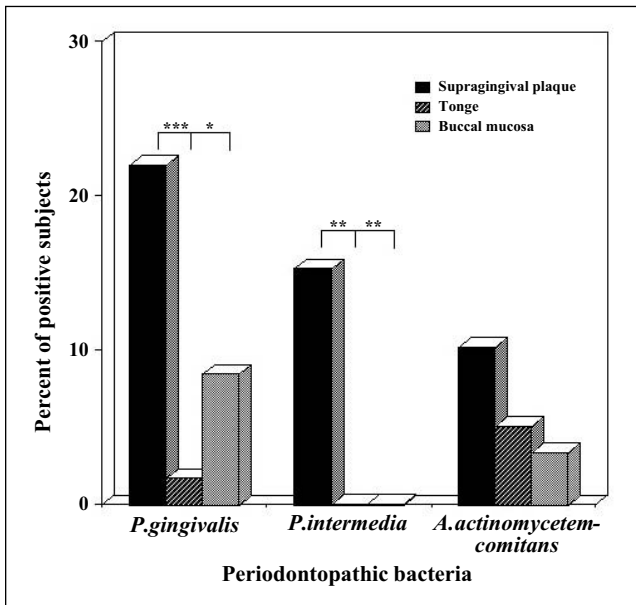 30
20
10
0
Percent of positive subjects
Supragingival plaque
Tonge
Buccal mucosa
*** *
** **
P.gingivalis P.intermedia A.actinomycetem-
comitans
Periodontopathic bacteria